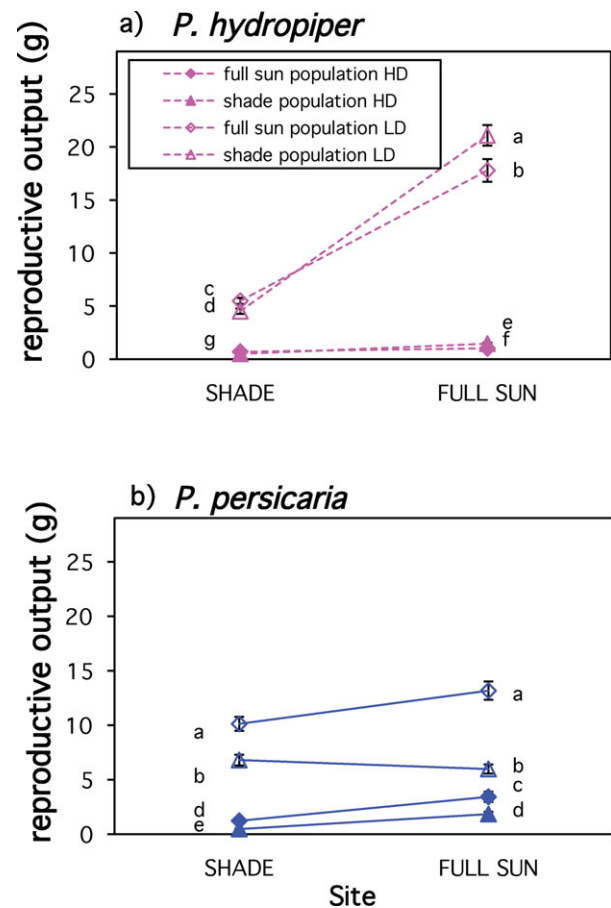 a) P. hydropiper
reproductive output (g)
25
20
15
10
5
0
full sun population HD
shade population HD
full sun population LD
shade population LD
a
b
c
d
g
e
f
SHADE FULL SUN
b) P. persicaria
reproductive output (g)
25
20
15
10
5
0
a
a
b
b
c
d
d
e
SHADE FULL SUN
Site